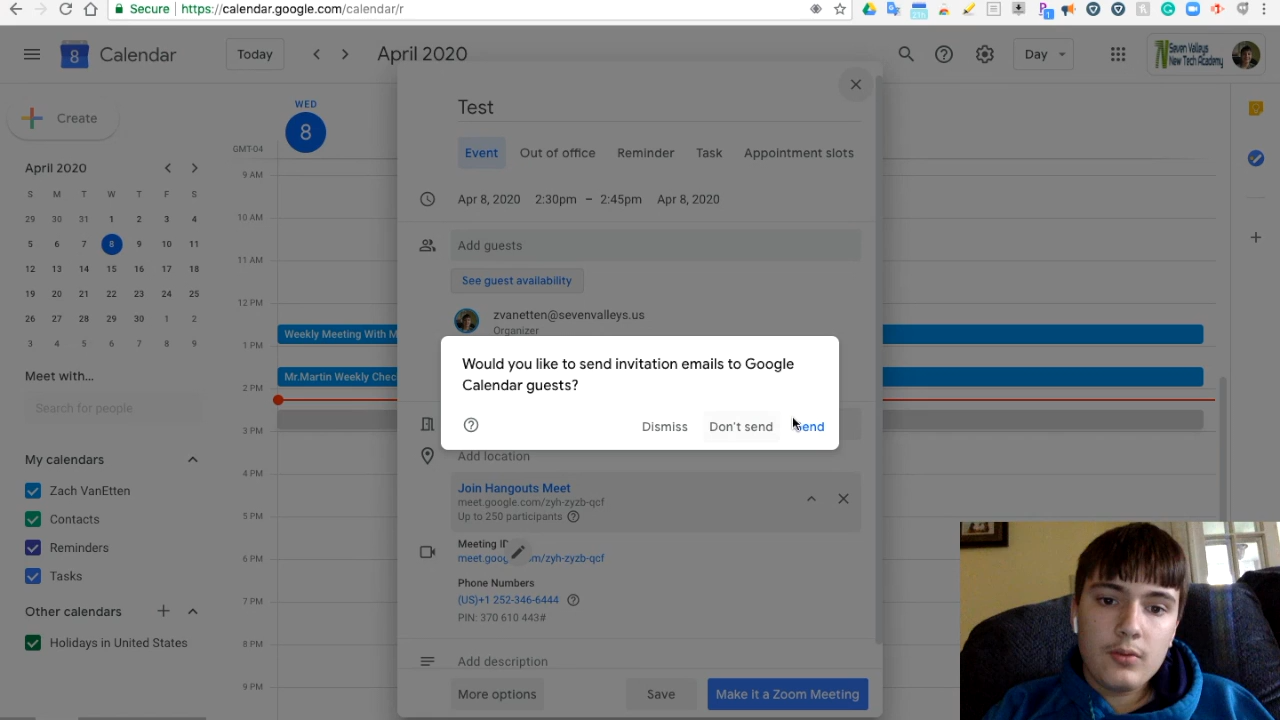 Secure
https://calendar.google.com/calendar/r
8
Calendar
Today
April 2020
Day
Seven Valleys
New Tech Academy
Create
April 2020
S M T W T F S
29 30 31 1 2 3 4
5 6 7 8 9 10 11
12 13 14 15 16 17 18
19 20 21 22 23 24 25
26 27 28 29 30 1 2
3 4 5 6 7 8 9
Meet with...
Search for people
My calendars
Zach VanEtten
Contacts
Reminders
Tasks
Other calendars
Holidays in United States
WED
8
GMT-04
9 AM
10 AM
11 AM
12 PM
1 PM
2 PM
3 PM
4 PM
5 PM
6 PM
7 PM
8 PM
9 PM
Weekly Meeting With M
Mr.Martin Weekly Chec
Test
Event
Out of office
Reminder
Task
Appointment slots
Apr 8, 2020 2:30pm – 2:45pm Apr 8, 2020
Add guests
See guest availability
zvanetten@sevenvalleys.us
Organizer
Would you like to send invitation emails to Google
Calendar guests?
Dismiss
Don't send
Send
Add location
Join Hangouts Meet
meet.google.com/zyh-zyzb-qcf
Up to 250 participants
Meeting ID
meet.goog /zyh-zyzb-qcf
Phone Numbers
(US)+1 252-346-6444
PIN: 370 610 443#
Add description
More options
Save
Make it a Zoom Meeting